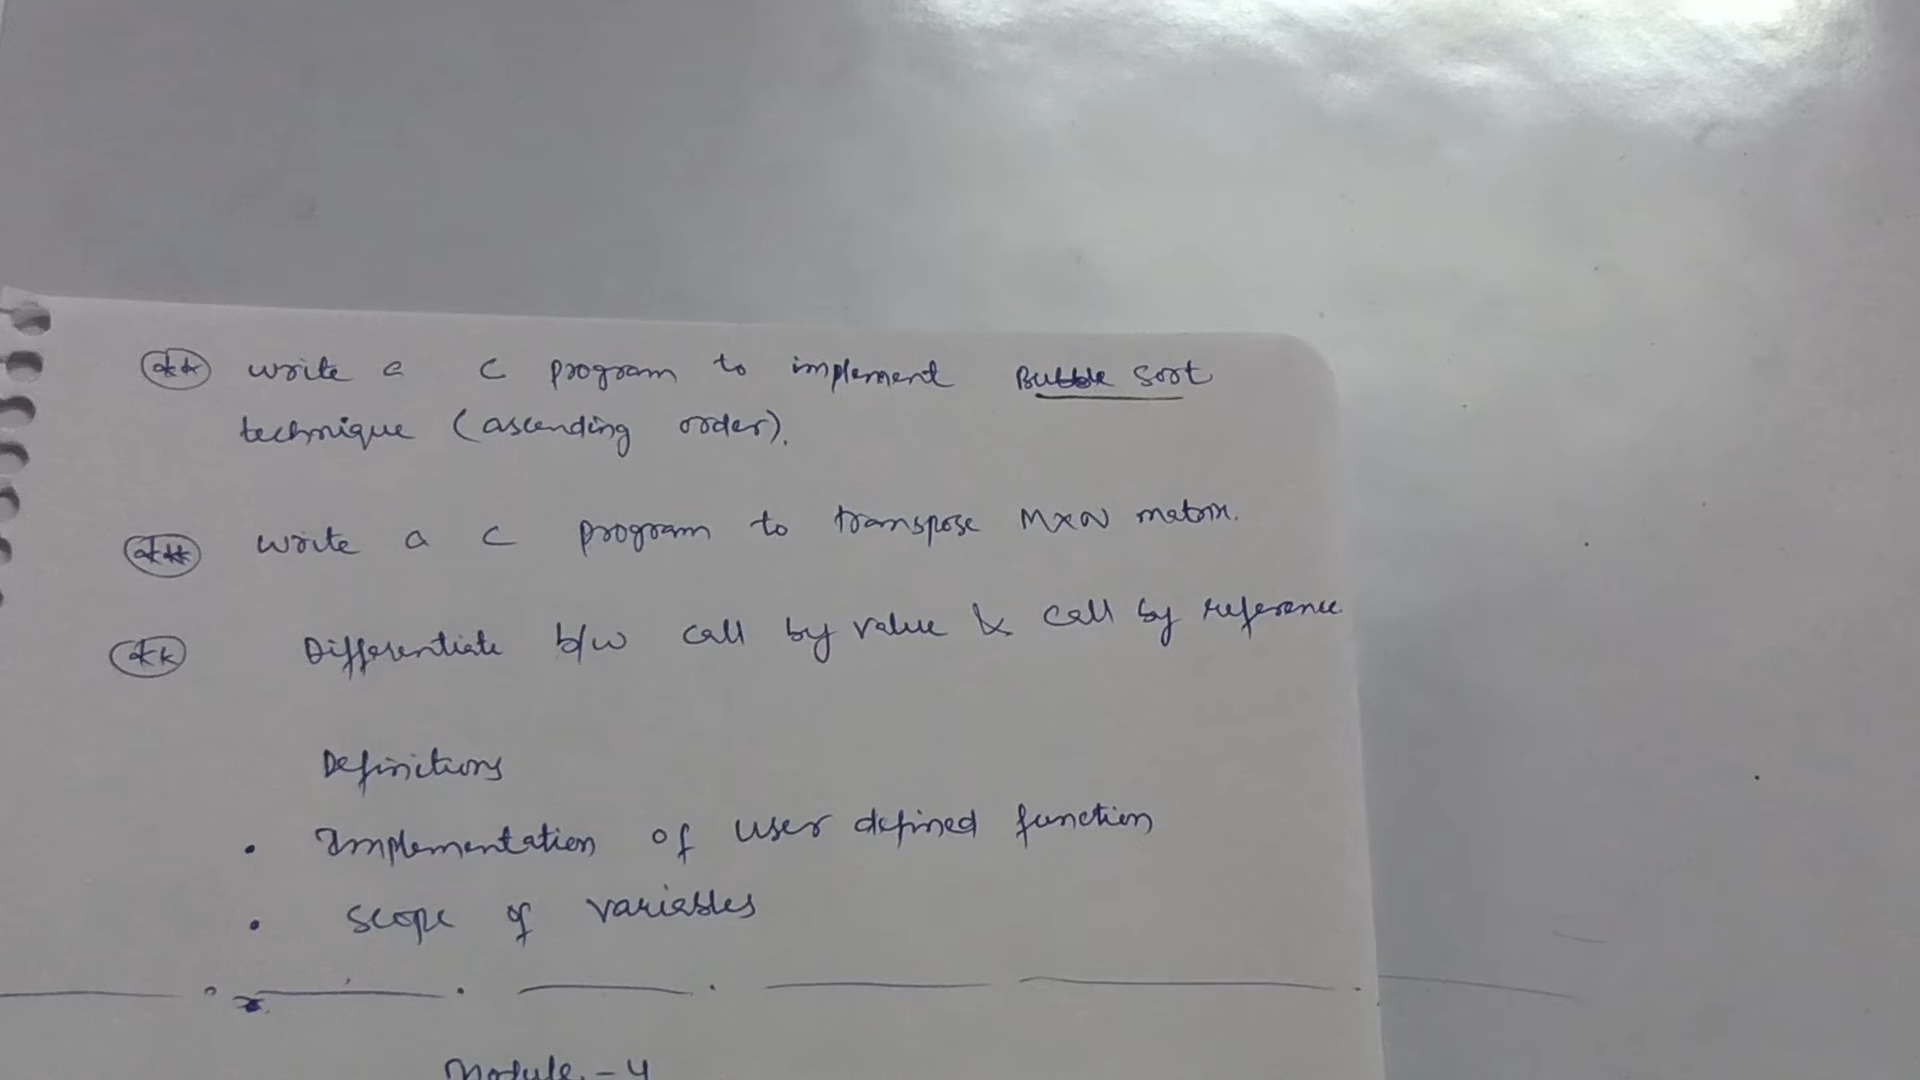 ** write a C program to implement Bubble sort
technique (ascending order).
** write a C program to transpose MxN matrix.
** Differentiate b/w call by value & call by reference
Definitions
• Implementation of user defined function
• scope of variables
Module - 4